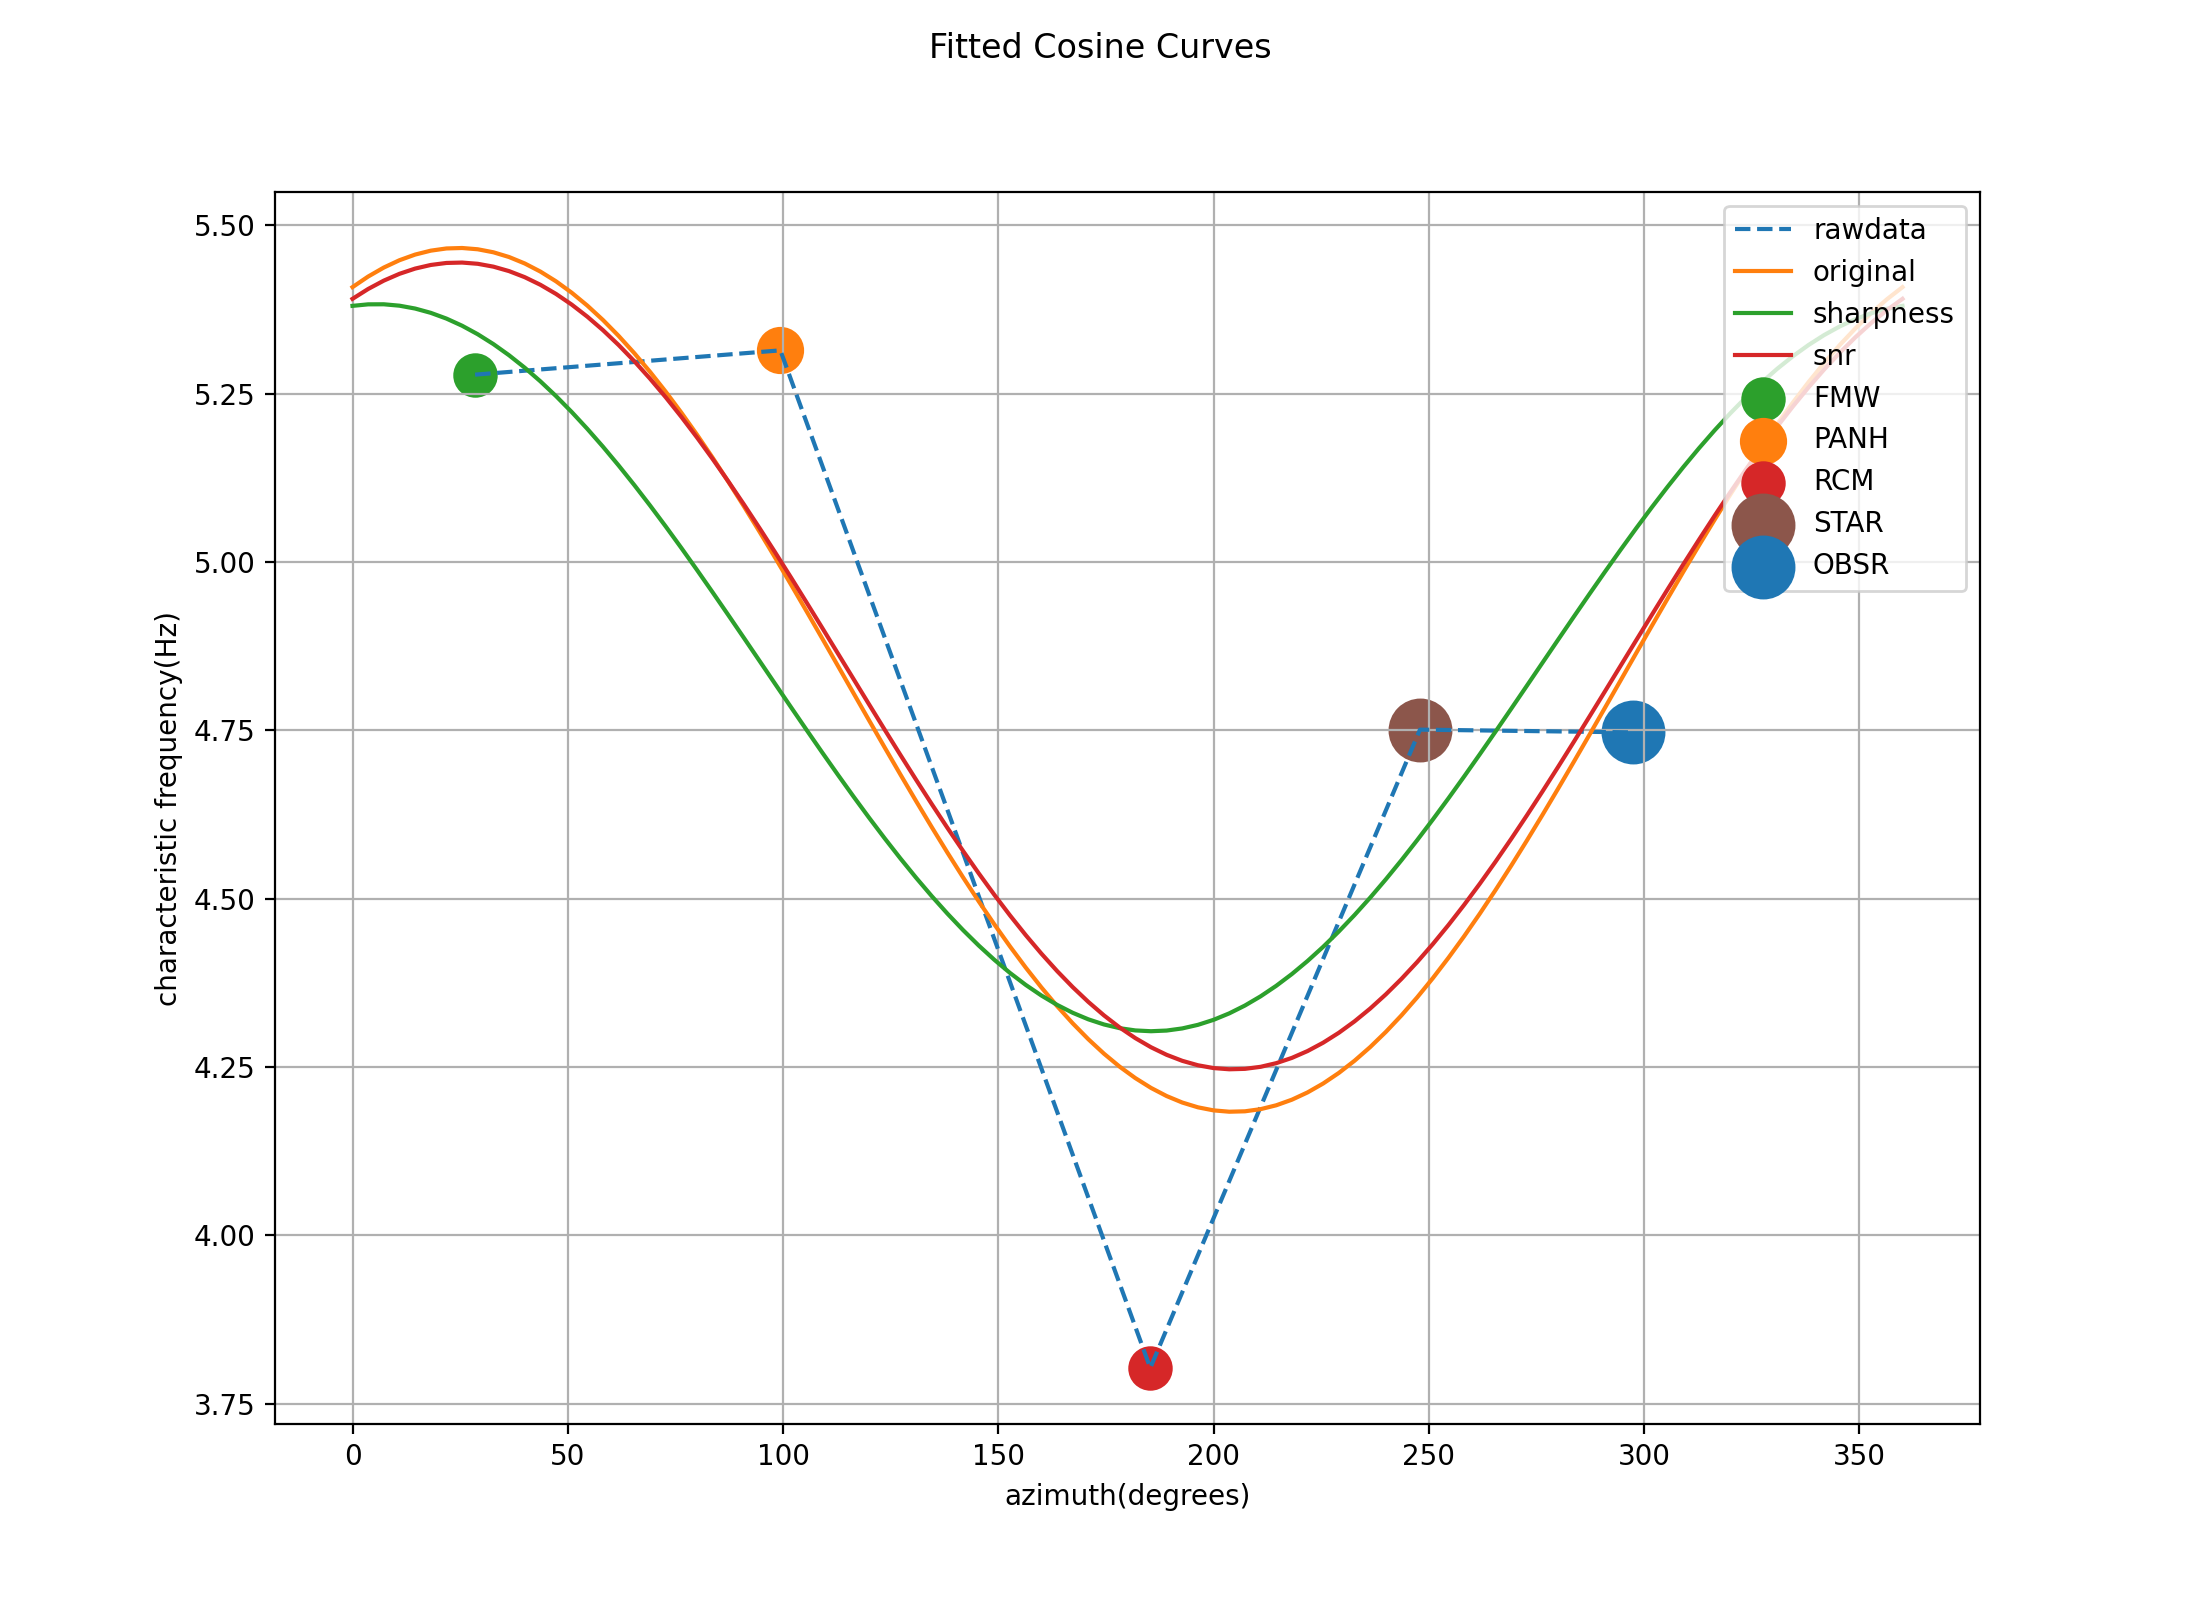 Fitted Cosine Curves
5.50
5.25
5.00
4.75
4.50
4.25
4.00
3.75
characteristic frequency(Hz)
rawdata
original
sharpness
snr
FMW
PANH
RCM
STAR
OBSR
0 50 100 150 200 250 300 350
azimuth(degrees)